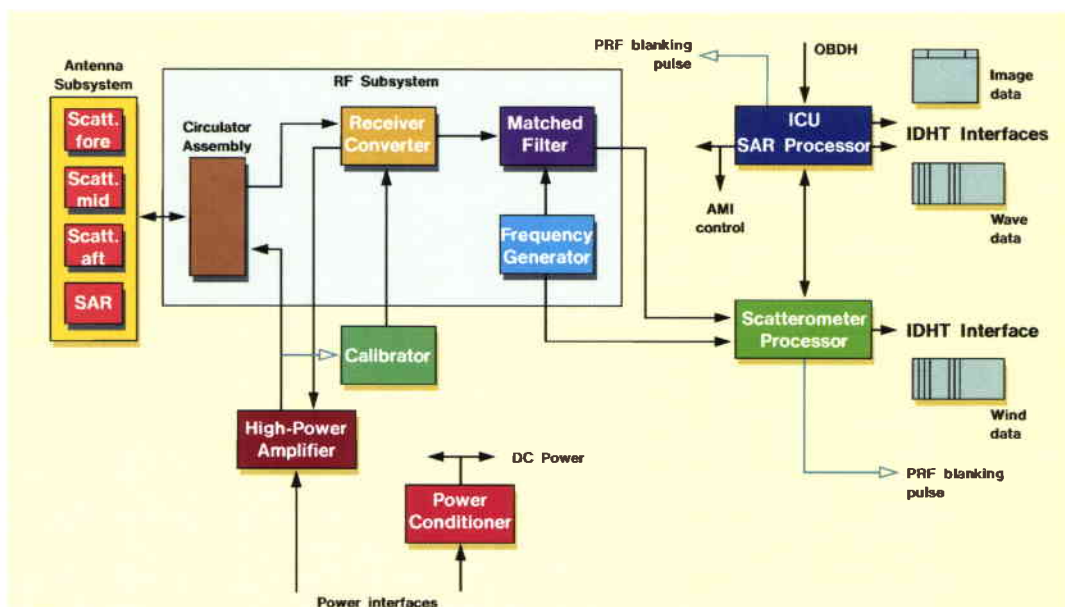 Antenna
Subsystem
Scatt.
fore
Scatt.
mid
Scatt.
aft
SAR
RF Subsystem
Circulator
Assembly
Receiver
Converter
Matched
Filter
Frequency
Generator
Calibrator
High-Power
Amplifier
Power
Conditioner
DC Power
Power interfaces
PRF blanking
pulse
OBDH
ICU
SAR Processor
AMI
control
Image
data
IDHT Interfaces
Wave
data
Scatterometer
Processor
IDHT Interface
Wind
data
PRF blanking
pulse